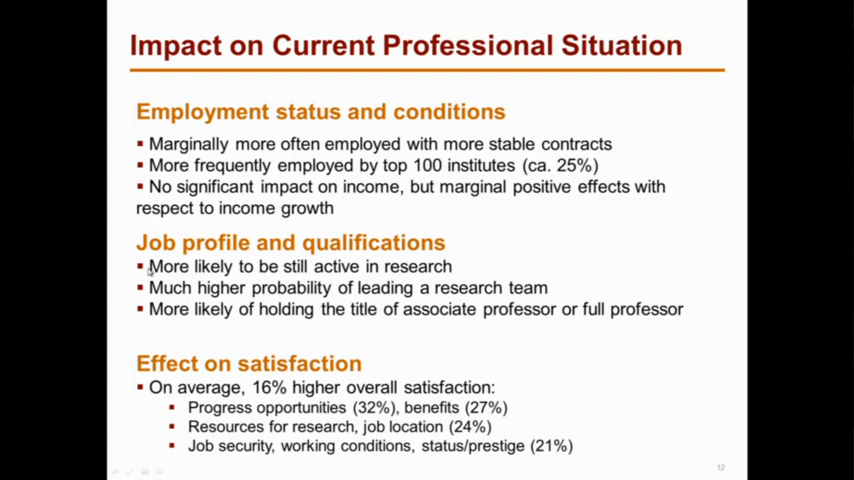 Impact on Current Professional Situation
Employment status and conditions
▪ Marginally more often employed with more stable contracts
▪ More frequently employed by top 100 institutes (ca. 25%)
▪ No significant impact on income, but marginal positive effects with
respect to income growth
Job profile and qualifications
▪ More likely to be still active in research
▪ Much higher probability of leading a research team
▪ More likely of holding the title of associate professor or full professor
Effect on satisfaction
▪ On average, 16% higher overall satisfaction:
▪ Progress opportunities (32%), benefits (27%)
▪ Resources for research, job location (24%)
▪ Job security, working conditions, status/prestige (21%)
12